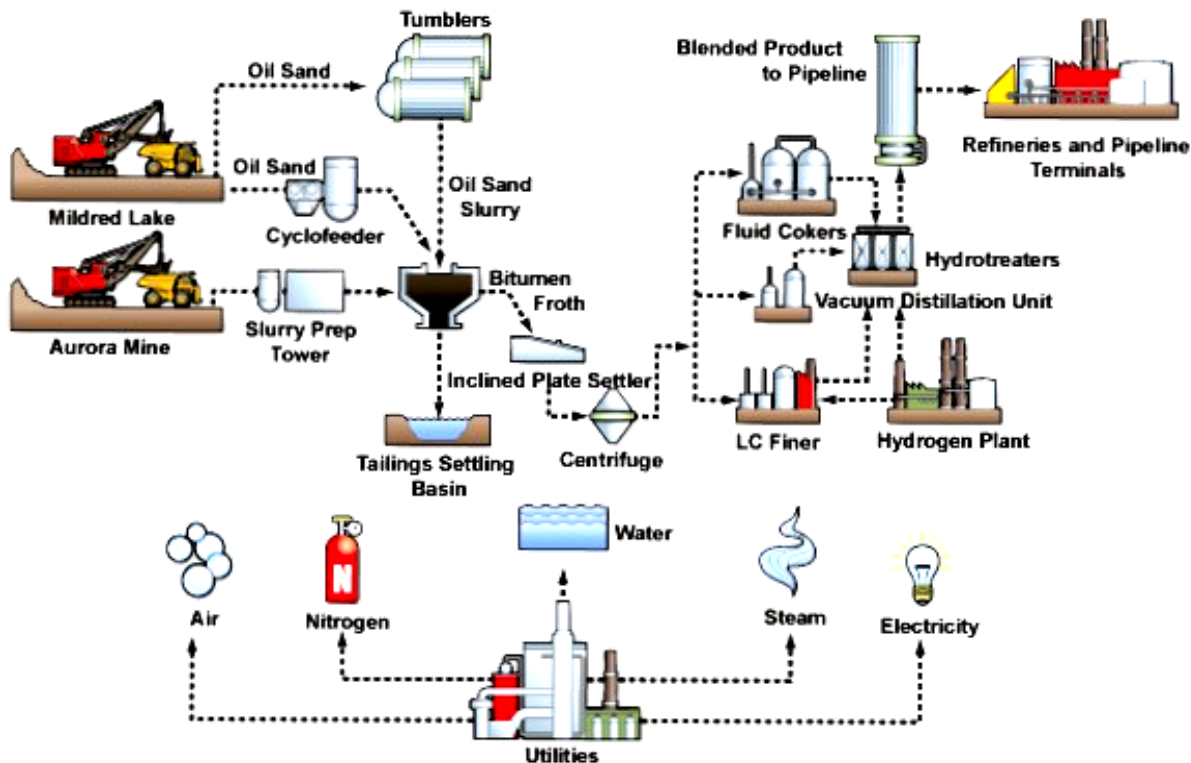 Tumblers
Oil Sand
Blended Product
to Pipeline
Refineries and Pipeline
Terminals
Oil Sand
Mildred Lake
Cyclofeeder
Oil Sand
Slurry
Fluid Cokers
Hydrotreaters
Vacuum Distillation Unit
Aurora Mine
Slurry Prep
Tower
Bitumen
Froth
Inclined Plate Settler
LC Finer
Hydrogen Plant
Tailings Settling
Basin
Centrifuge
Air
N
Nitrogen
Water
Steam
Electricity
Utilities